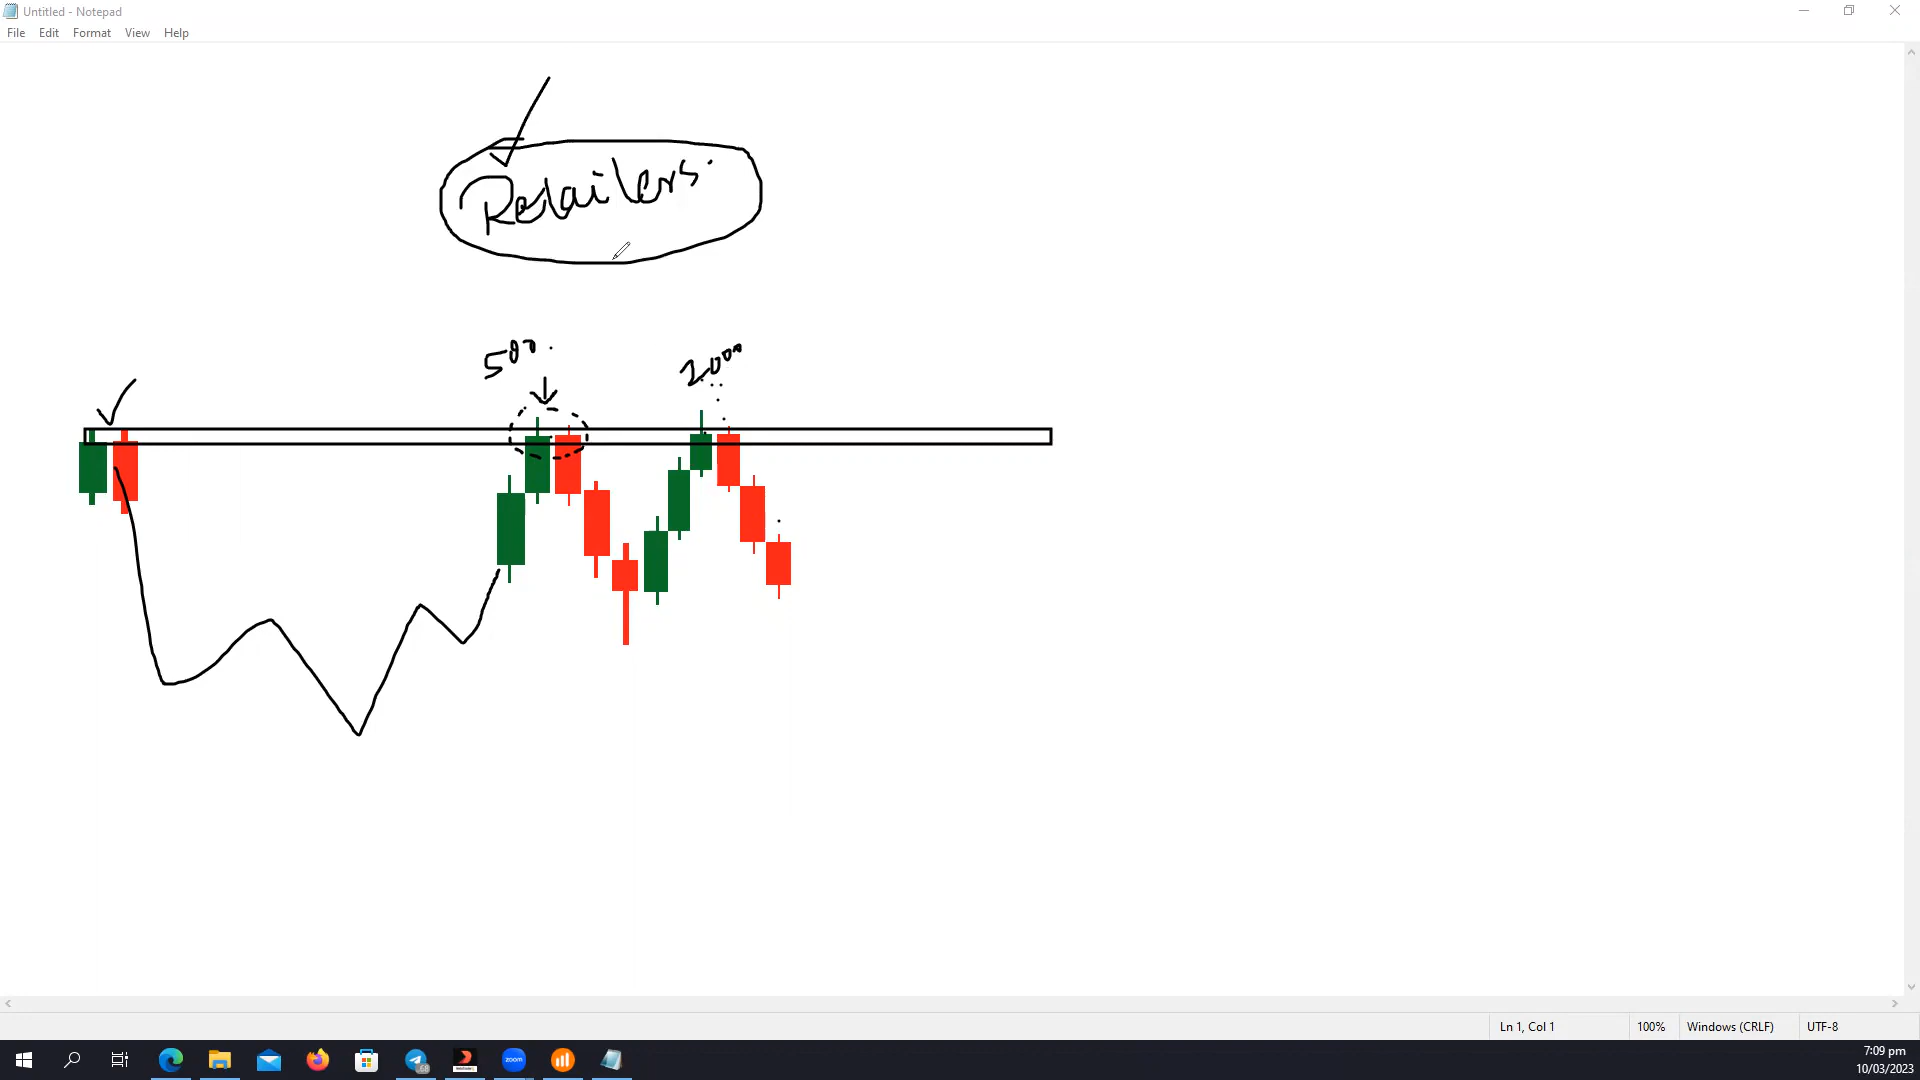 Untitled - Notepad
File Edit Format View Help
Retailers.
500.
2000
Ln 1, Col 1 100% Windows (CRLF) UTF-8
zoom
7:09 pm
10/03/2023